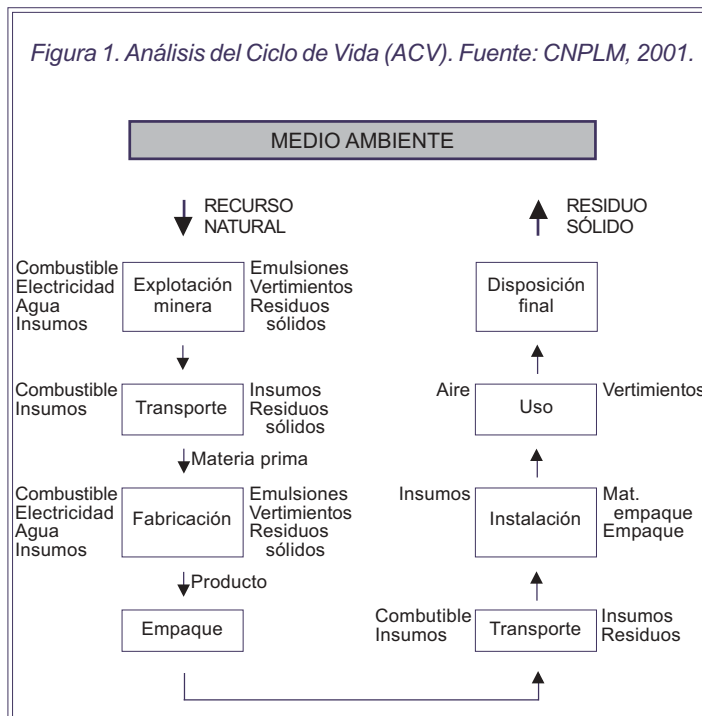 Figura 1. Análisis del Ciclo de Vida (ACV). Fuente: CNPLM, 2001.
MEDIO AMBIENTE
RECURSO
NATURAL
Combustible
Electricidad
Agua
Insumos
Explotación
minera
Emulsiones
Vertimientos
Residuos
sólidos
Combustible
Insumos
Transporte
Insumos
Residuos
sólidos
Materia prima
Combustible
Electricidad
Agua
Insumos
Fabricación
Emulsiones
Vertimientos
Residuos
sólidos
Producto
Empaque
RESIDUO
SÓLIDO
Disposición
final
Aire
Uso
Vertimientos
Insumos
Instalación
Mat.
empaque
Empaque
Combutible
Insumos
Transporte
Insumos
Residuos